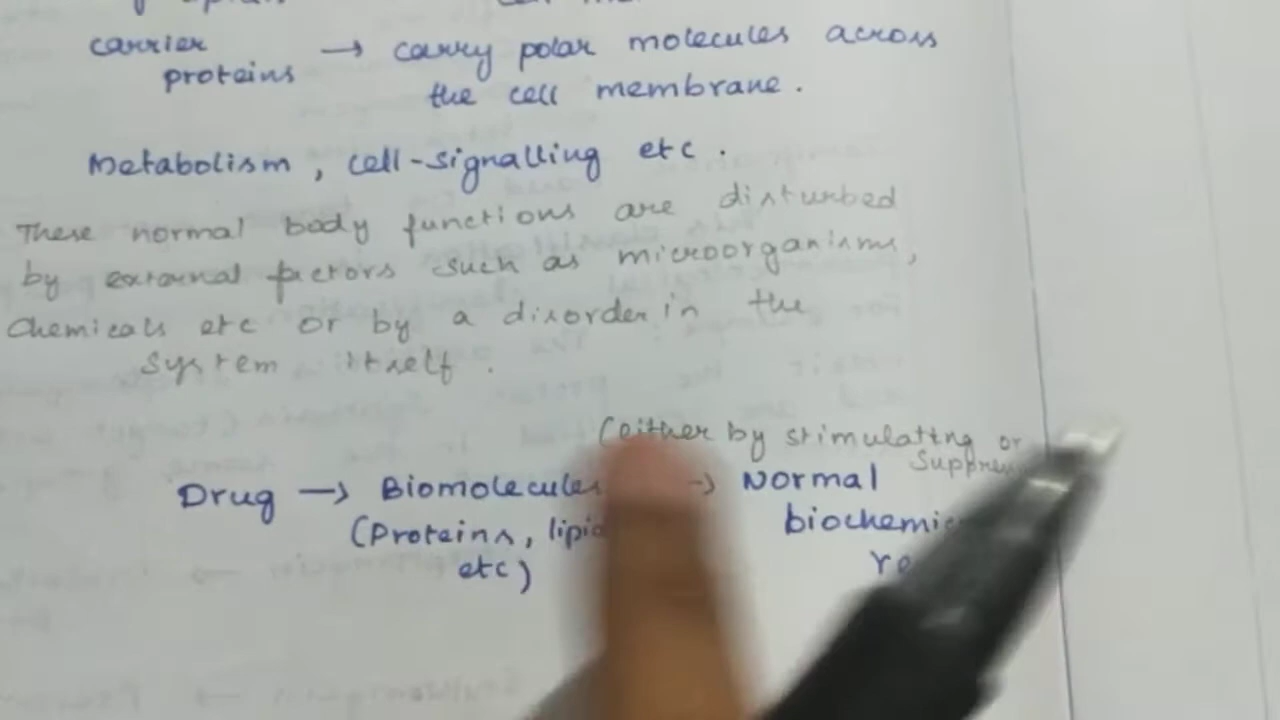 carrier → carry polar molecules across
proteins the cell membrane.
Metabolism, cell-signalling etc.
These normal body functions are disturbed
by external factors such as microorganisms,
chemicals etc or by a disorder in the
system itself.
(either by stimulating or
Drug → Biomolecules → Normal
(Proteins,
etc)